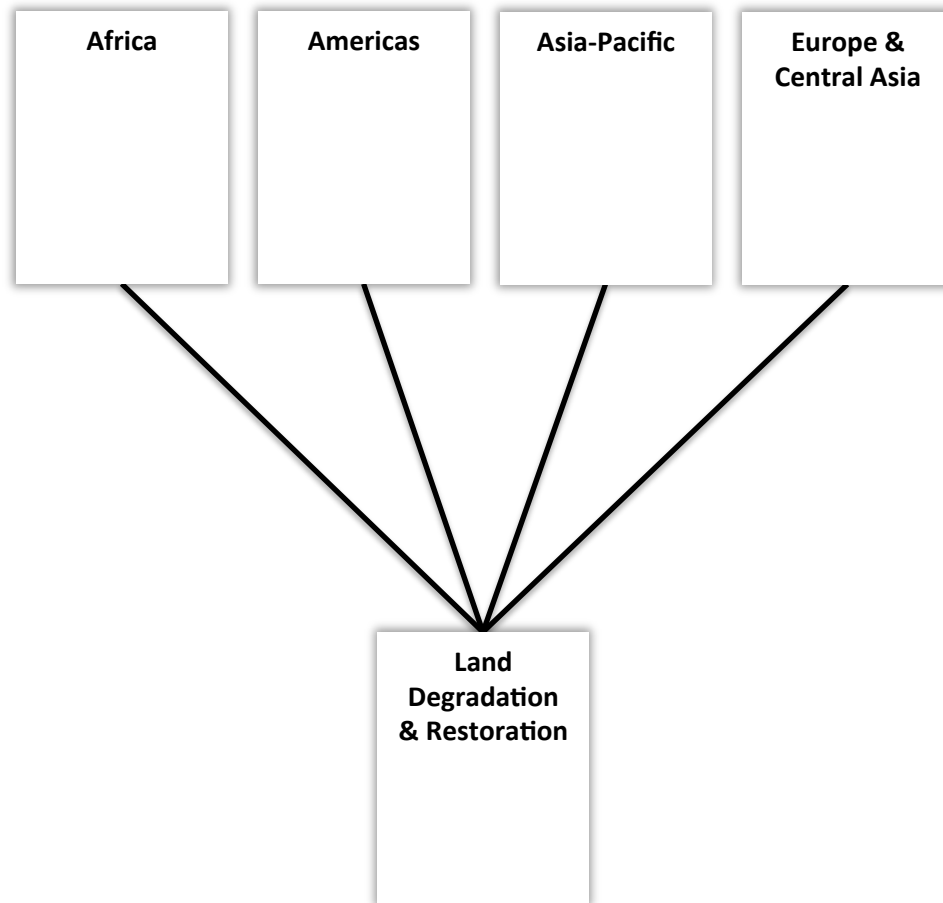 Africa
Americas
Asia-Pacific
Europe &
Central Asia
Land
Degradation
& Restoration